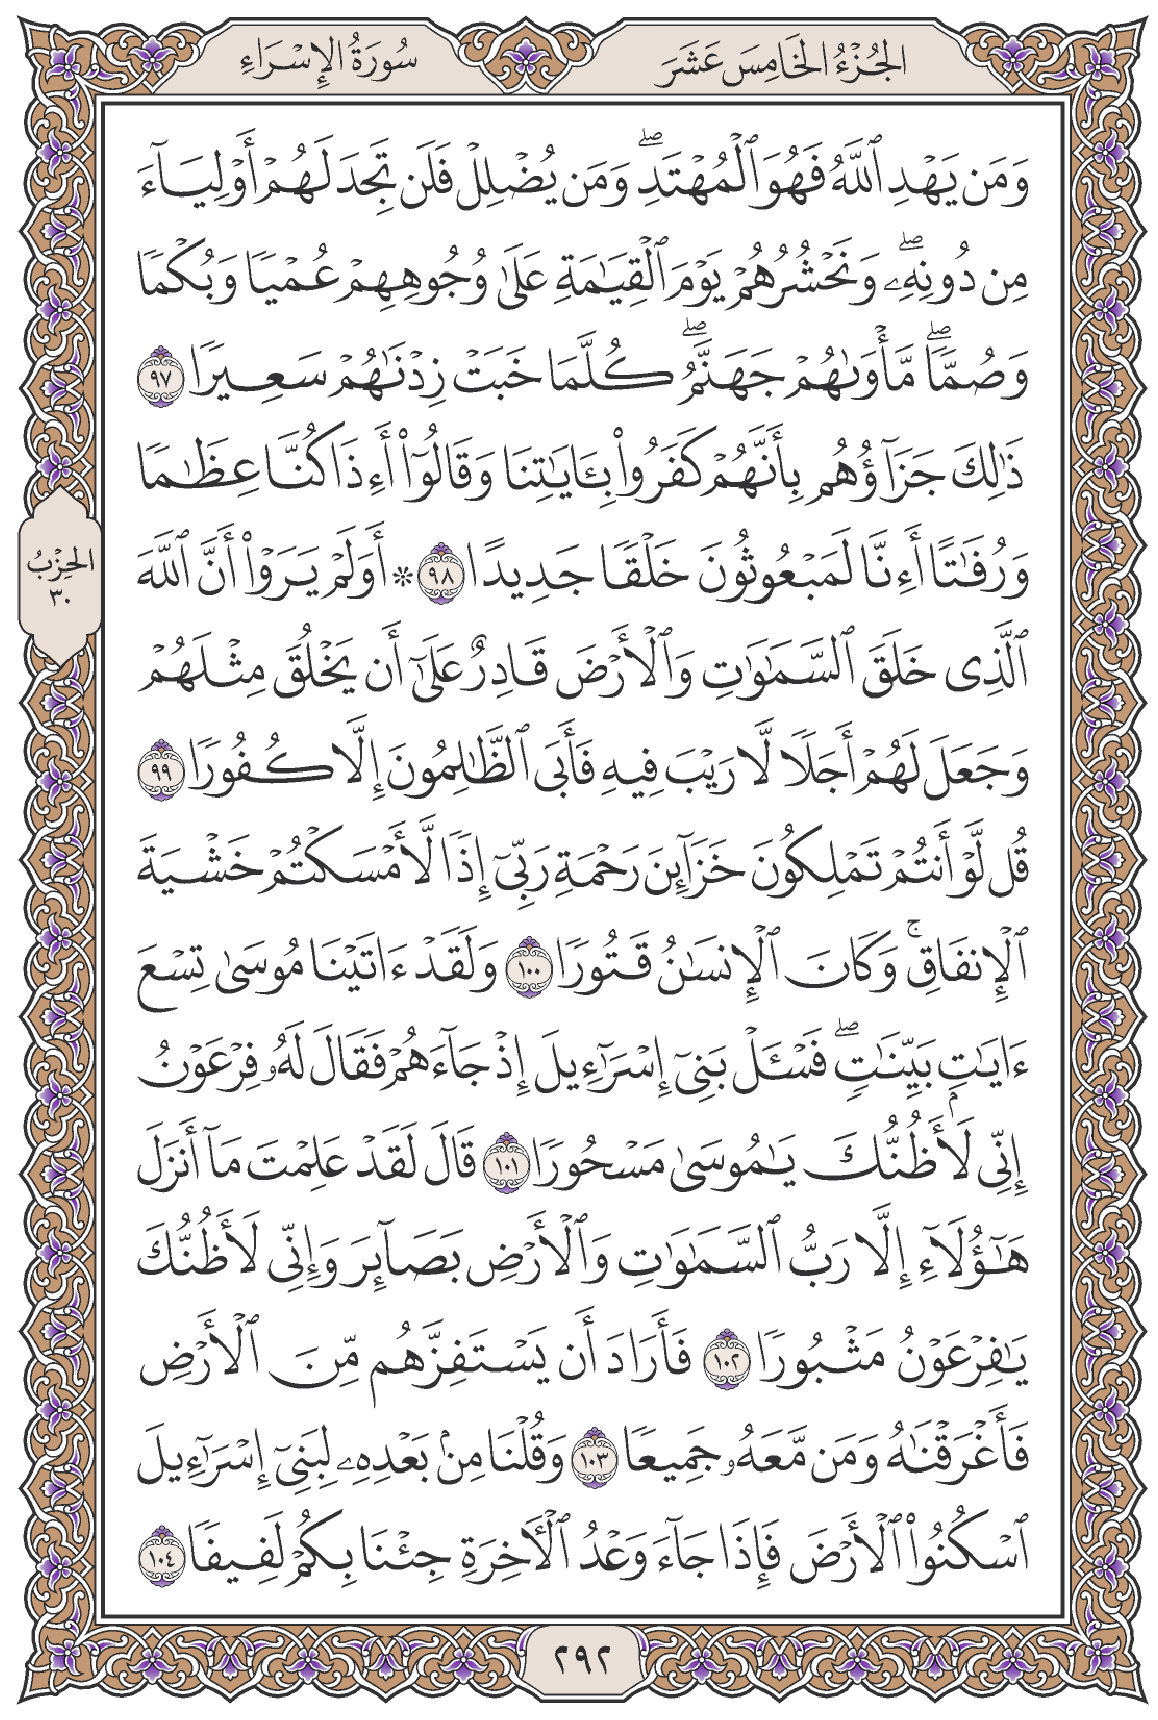 الجُزْءُ الخَامِسَ عَشَرَ
سُورَةُ الإِسْرَاءِ
وَمَن يَهْدِ ٱللَّهُ فَهُوَ ٱلْمُهْتَدِۖ وَمَن يُضْلِلْ فَلَن تَجِدَ لَهُمْ أَوْلِيَآءَ
مِن دُونِهِۦۖ وَنَحْشُرُهُمْ يَوْمَ ٱلْقِيَٰمَةِ عَلَىٰ وُجُوهِهِمْ عُمْيًا وَبُكْمًا
وَصُمًّاۖ مَّأْوَىٰهُمْ جَهَنَّمُۖ كُلَّمَا خَبَتْ زِدْنَٰهُمْ سَعِيرًا ٩٧
ذَٰلِكَ جَزَآؤُهُم بِأَنَّهُمْ كَفَرُوا۟ بِـَٔايَٰتِنَا وَقَالُوٓا۟ أَءِذَا كُنَّا عِظَٰمًا
وَرُفَٰتًا أَءِنَّا لَمَبْعُوثُونَ خَلْقًا جَدِيدًا ٩٨ ۞ أَوَلَمْ يَرَوْا۟ أَنَّ ٱللَّهَ
الحِزْبُ
٣٠
ٱلَّذِى خَلَقَ ٱلسَّمَٰوَٰتِ وَٱلْأَرْضَ قَادِرٌ عَلَىٰٓ أَن يَخْلُقَ مِثْلَهُمْ
وَجَعَلَ لَهُمْ أَجَلًا لَّا رَيْبَ فِيهِ فَأَبَى ٱلظَّٰلِمُونَ إِلَّا كُفُورًا ٩٩
قُل لَّوْ أَنتُمْ تَمْلِكُونَ خَزَآئِنَ رَحْمَةِ رَبِّىٓ إِذًا لَّأَمْسَكْتُمْ خَشْيَةَ
ٱلْإِنفَاقِۚ وَكَانَ ٱلْإِنسَٰنُ قَتُورًا ١٠٠ وَلَقَدْ ءَاتَيْنَا مُوسَىٰ تِسْعَ
ءَايَٰتٍۭ بَيِّنَٰتٍۖ فَسْـَٔلْ بَنِىٓ إِسْرَٰٓءِيلَ إِذْ جَآءَهُمْ فَقَالَ لَهُۥ فِرْعَوْنُ
إِنِّى لَأَظُنُّكَ يَٰمُوسَىٰ مَسْحُورًا ١٠١ قَالَ لَقَدْ عَلِمْتَ مَآ أَنزَلَ
هَٰٓؤُلَآءِ إِلَّا رَبُّ ٱلسَّمَٰوَٰتِ وَٱلْأَرْضِ بَصَآئِرَ وَإِنِّى لَأَظُنُّكَ
يَٰفِرْعَوْنُ مَثْبُورًا ١٠٢ فَأَرَادَ أَن يَسْتَفِزَّهُم مِّنَ ٱلْأَرْضِ
فَأَغْرَقْنَٰهُ وَمَن مَّعَهُۥ جَمِيعًا ١٠٣ وَقُلْنَا مِنۢ بَعْدِهِۦ لِبَنِىٓ إِسْرَٰٓءِيلَ
ٱسْكُنُوا۟ ٱلْأَرْضَ فَإِذَا جَآءَ وَعْدُ ٱلْـَٔاخِرَةِ جِئْنَا بِكُمْ لَفِيفًا ١٠٤
٢٩٢